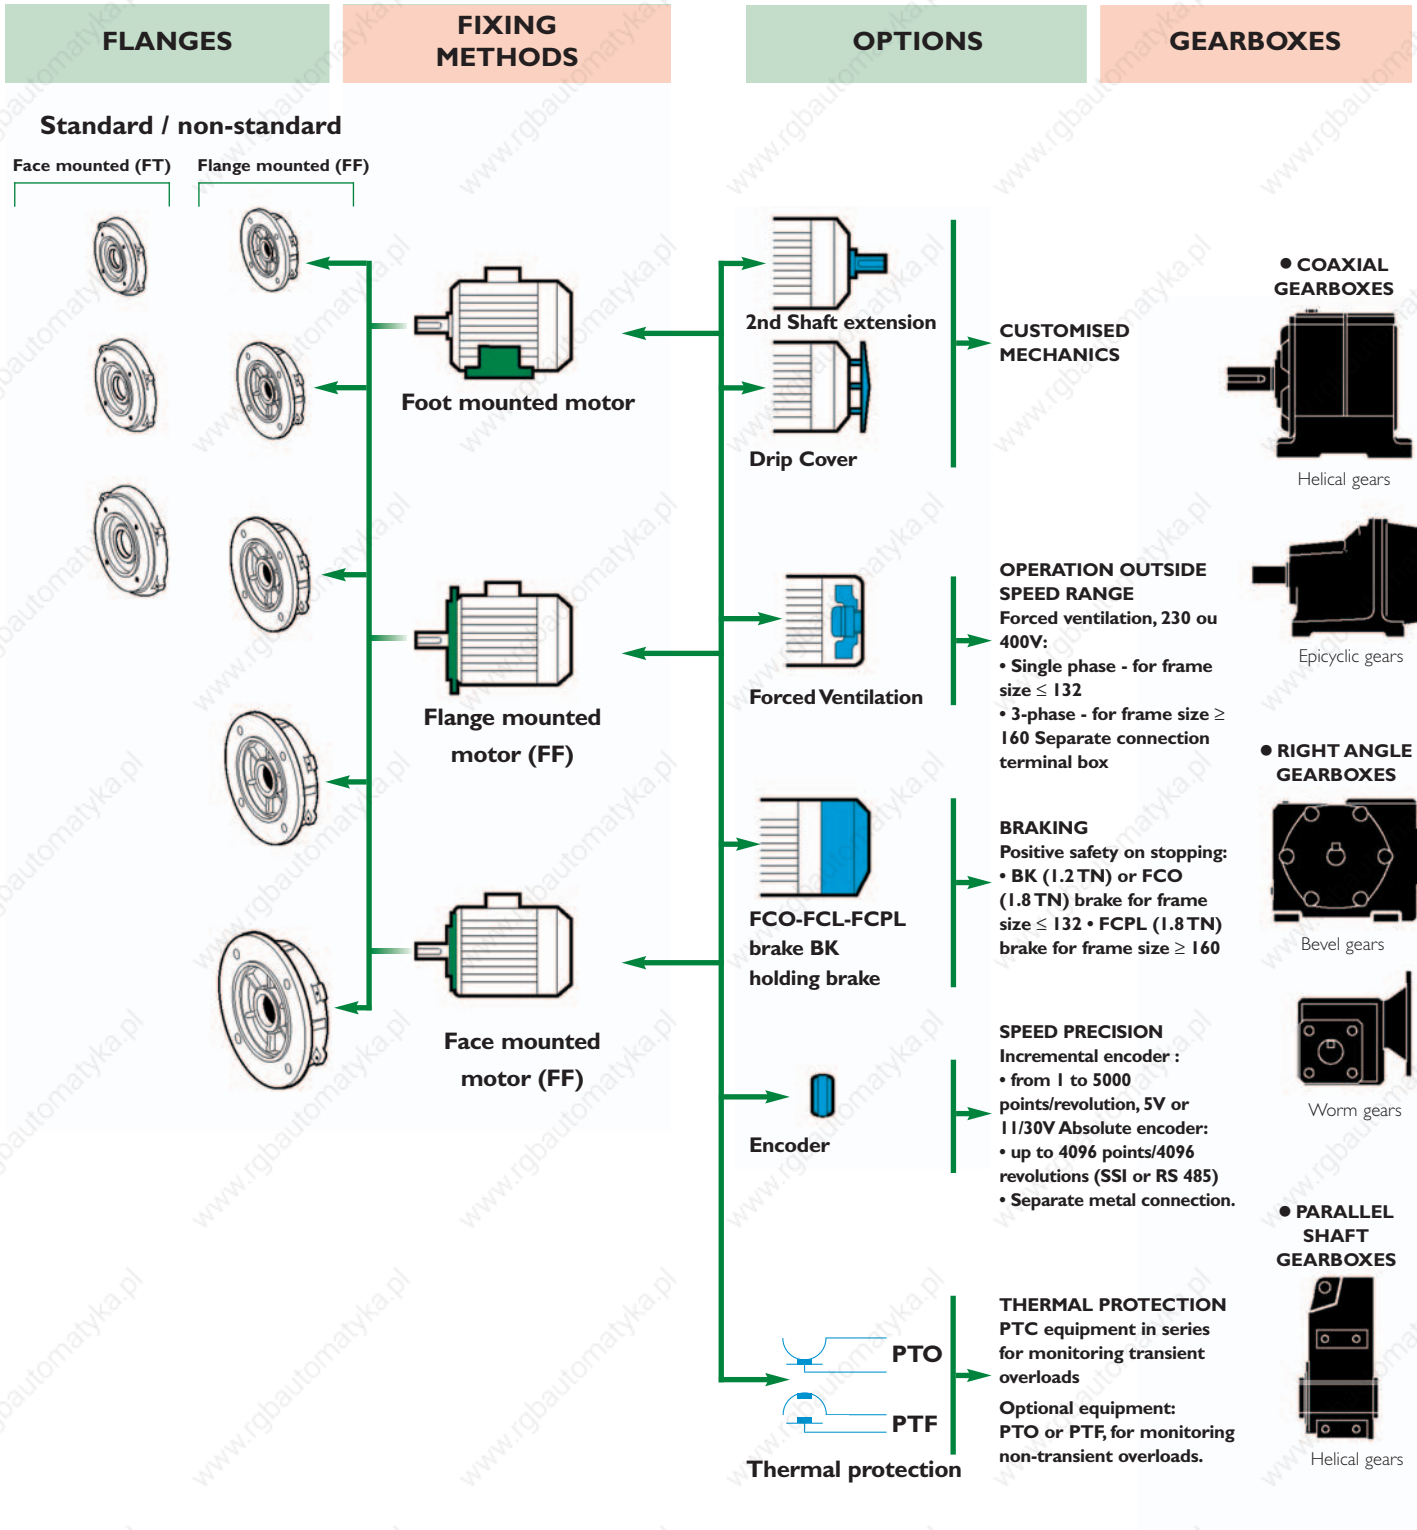 FLANGES
FIXING
METHODS
OPTIONS
GEARBOXES
Standard / non-standard
Face mounted (FT)
Flange mounted (FF)
Foot mounted motor
Flange mounted
motor (FF)
Face mounted
motor (FF)
2nd Shaft extension
Drip Cover
CUSTOMISED
MECHANICS
Forced Ventilation
OPERATION OUTSIDE
SPEED RANGE
Forced ventilation, 230 ou
400V:
• Single phase - for frame
size ≤ 132
• 3-phase - for frame size ≥
160 Separate connection
terminal box
FCO-FCL-FCPL
brake BK
holding brake
BRAKING
Positive safety on stopping:
• BK (1.2 TN) or FCO
(1.8 TN) brake for frame
size ≤ 132 • FCPL (1.8 TN)
brake for frame size ≥ 160
Encoder
SPEED PRECISION
Incremental encoder :
• from 1 to 5000
points/revolution, 5V or
11/30V Absolute encoder:
• up to 4096 points/4096
revolutions (SSI or RS 485)
• Separate metal connection.
PTO
PTF
Thermal protection
THERMAL PROTECTION
PTC equipment in series
for monitoring transient
overloads
Optional equipment:
PTO or PTF, for monitoring
non-transient overloads.
• COAXIAL
GEARBOXES
Helical gears
Epicyclic gears
• RIGHT ANGLE
GEARBOXES
Bevel gears
Worm gears
• PARALLEL
SHAFT
GEARBOXES
Helical gears
www.rgbautomatyka.pl